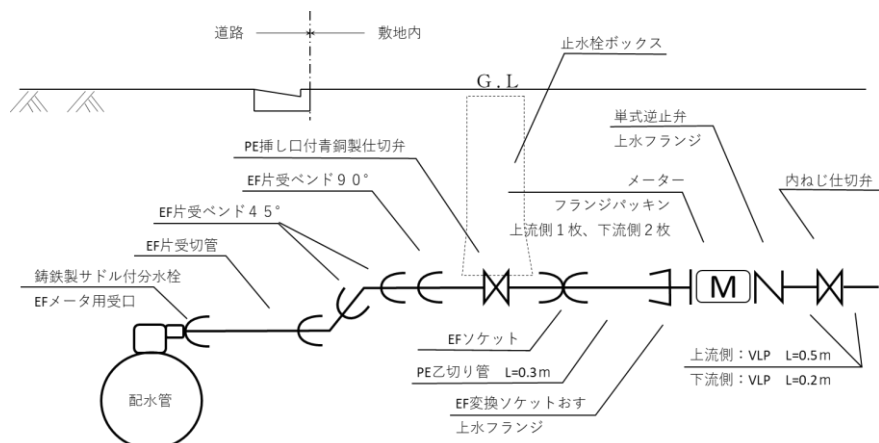 道路
敷地内
止水栓ボックス
G.L
単式逆止弁
上水フランジ
PE挿し口付青銅製仕切弁
メーター
フランジパッキン
上流側1枚、下流側2枚
内ねじ仕切弁
EF片受ベンド90°
EF片受ベンド45°
EF片受切管
鋳鉄製サドル付分水栓
EFメータ用受口
M
EFソケット
PE乙切り管 L=0.3m
EF変換ソケットおす
上水フランジ
上流側：VLP L=0.5m
下流側：VLP L=0.2m
配水管